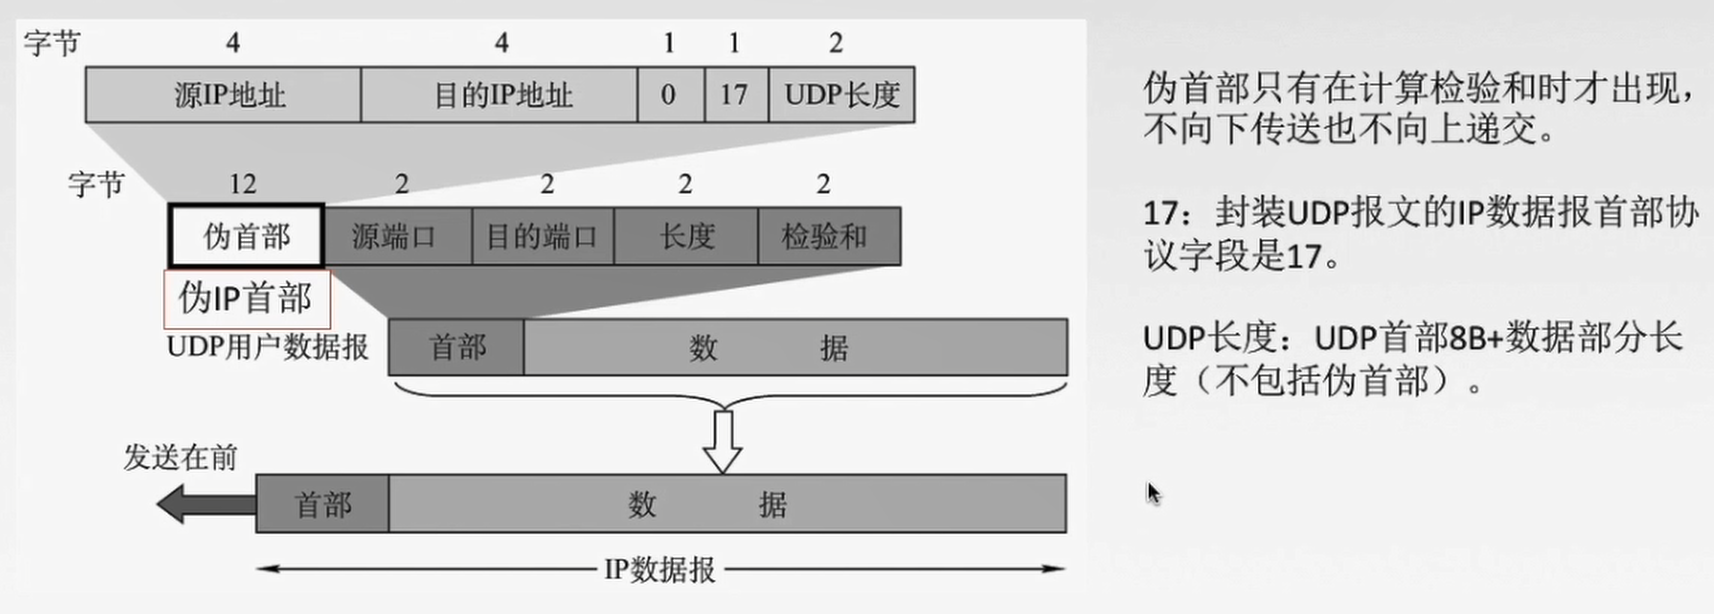 字节 4 4 1 1 2
源IP地址 目的IP地址 0 17 UDP长度
字节 12 2 2 2 2
伪首部 源端口 目的端口 长度 检验和
伪IP首部
UDP用户数据报 首部 数 据
发送在前
首部 数 据
IP数据报
伪首部只有在计算检验和时才出现，
不向下传送也不向上递交。
17：封装UDP报文的IP数据报首部协
议字段是17。
UDP长度：UDP首部8B+数据部分长
度（不包括伪首部）。